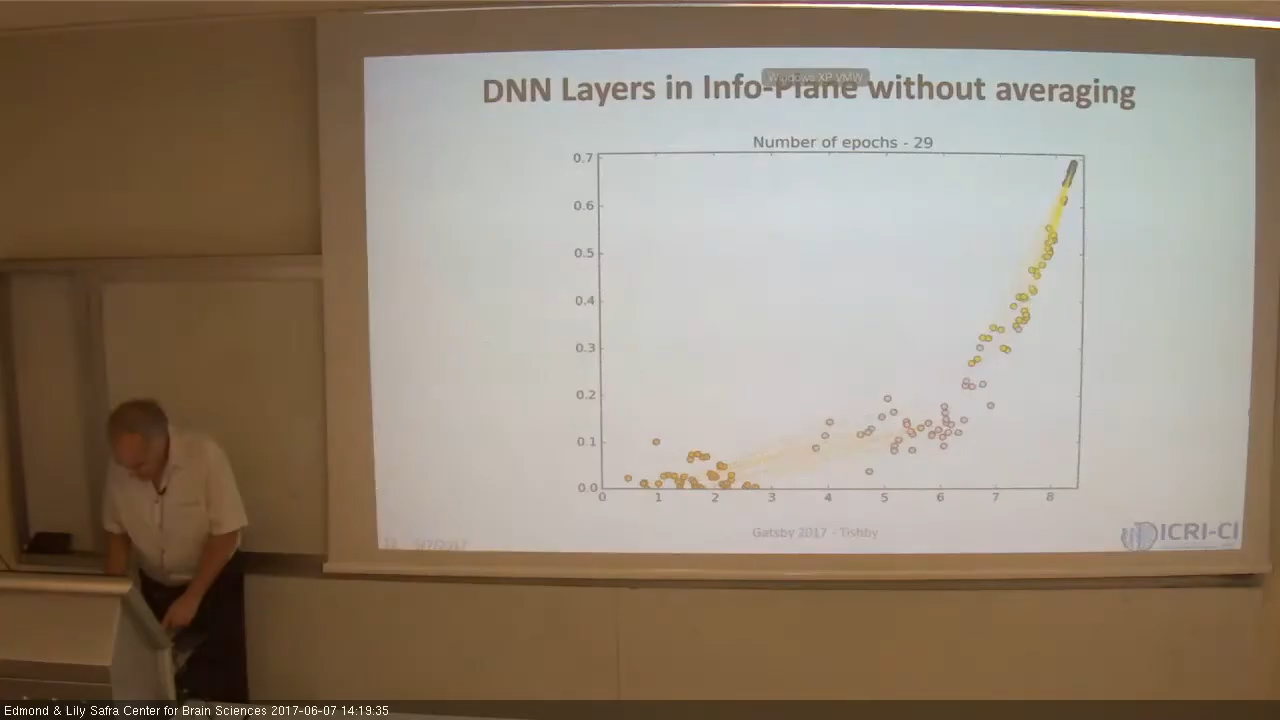 Windows XP VMW
DNN Layers in Info-Plane without averaging
Number of epochs - 29
0.7
0.6
0.5
0.4
0.3
0.2
0.1
0.0
0 1 2 3 4 5 6 7 8
Gatsby 2017 - Tishby
ICRI-CI
Edmond & Lily Safra Center for Brain Sciences 2017-06-07 14:19:35